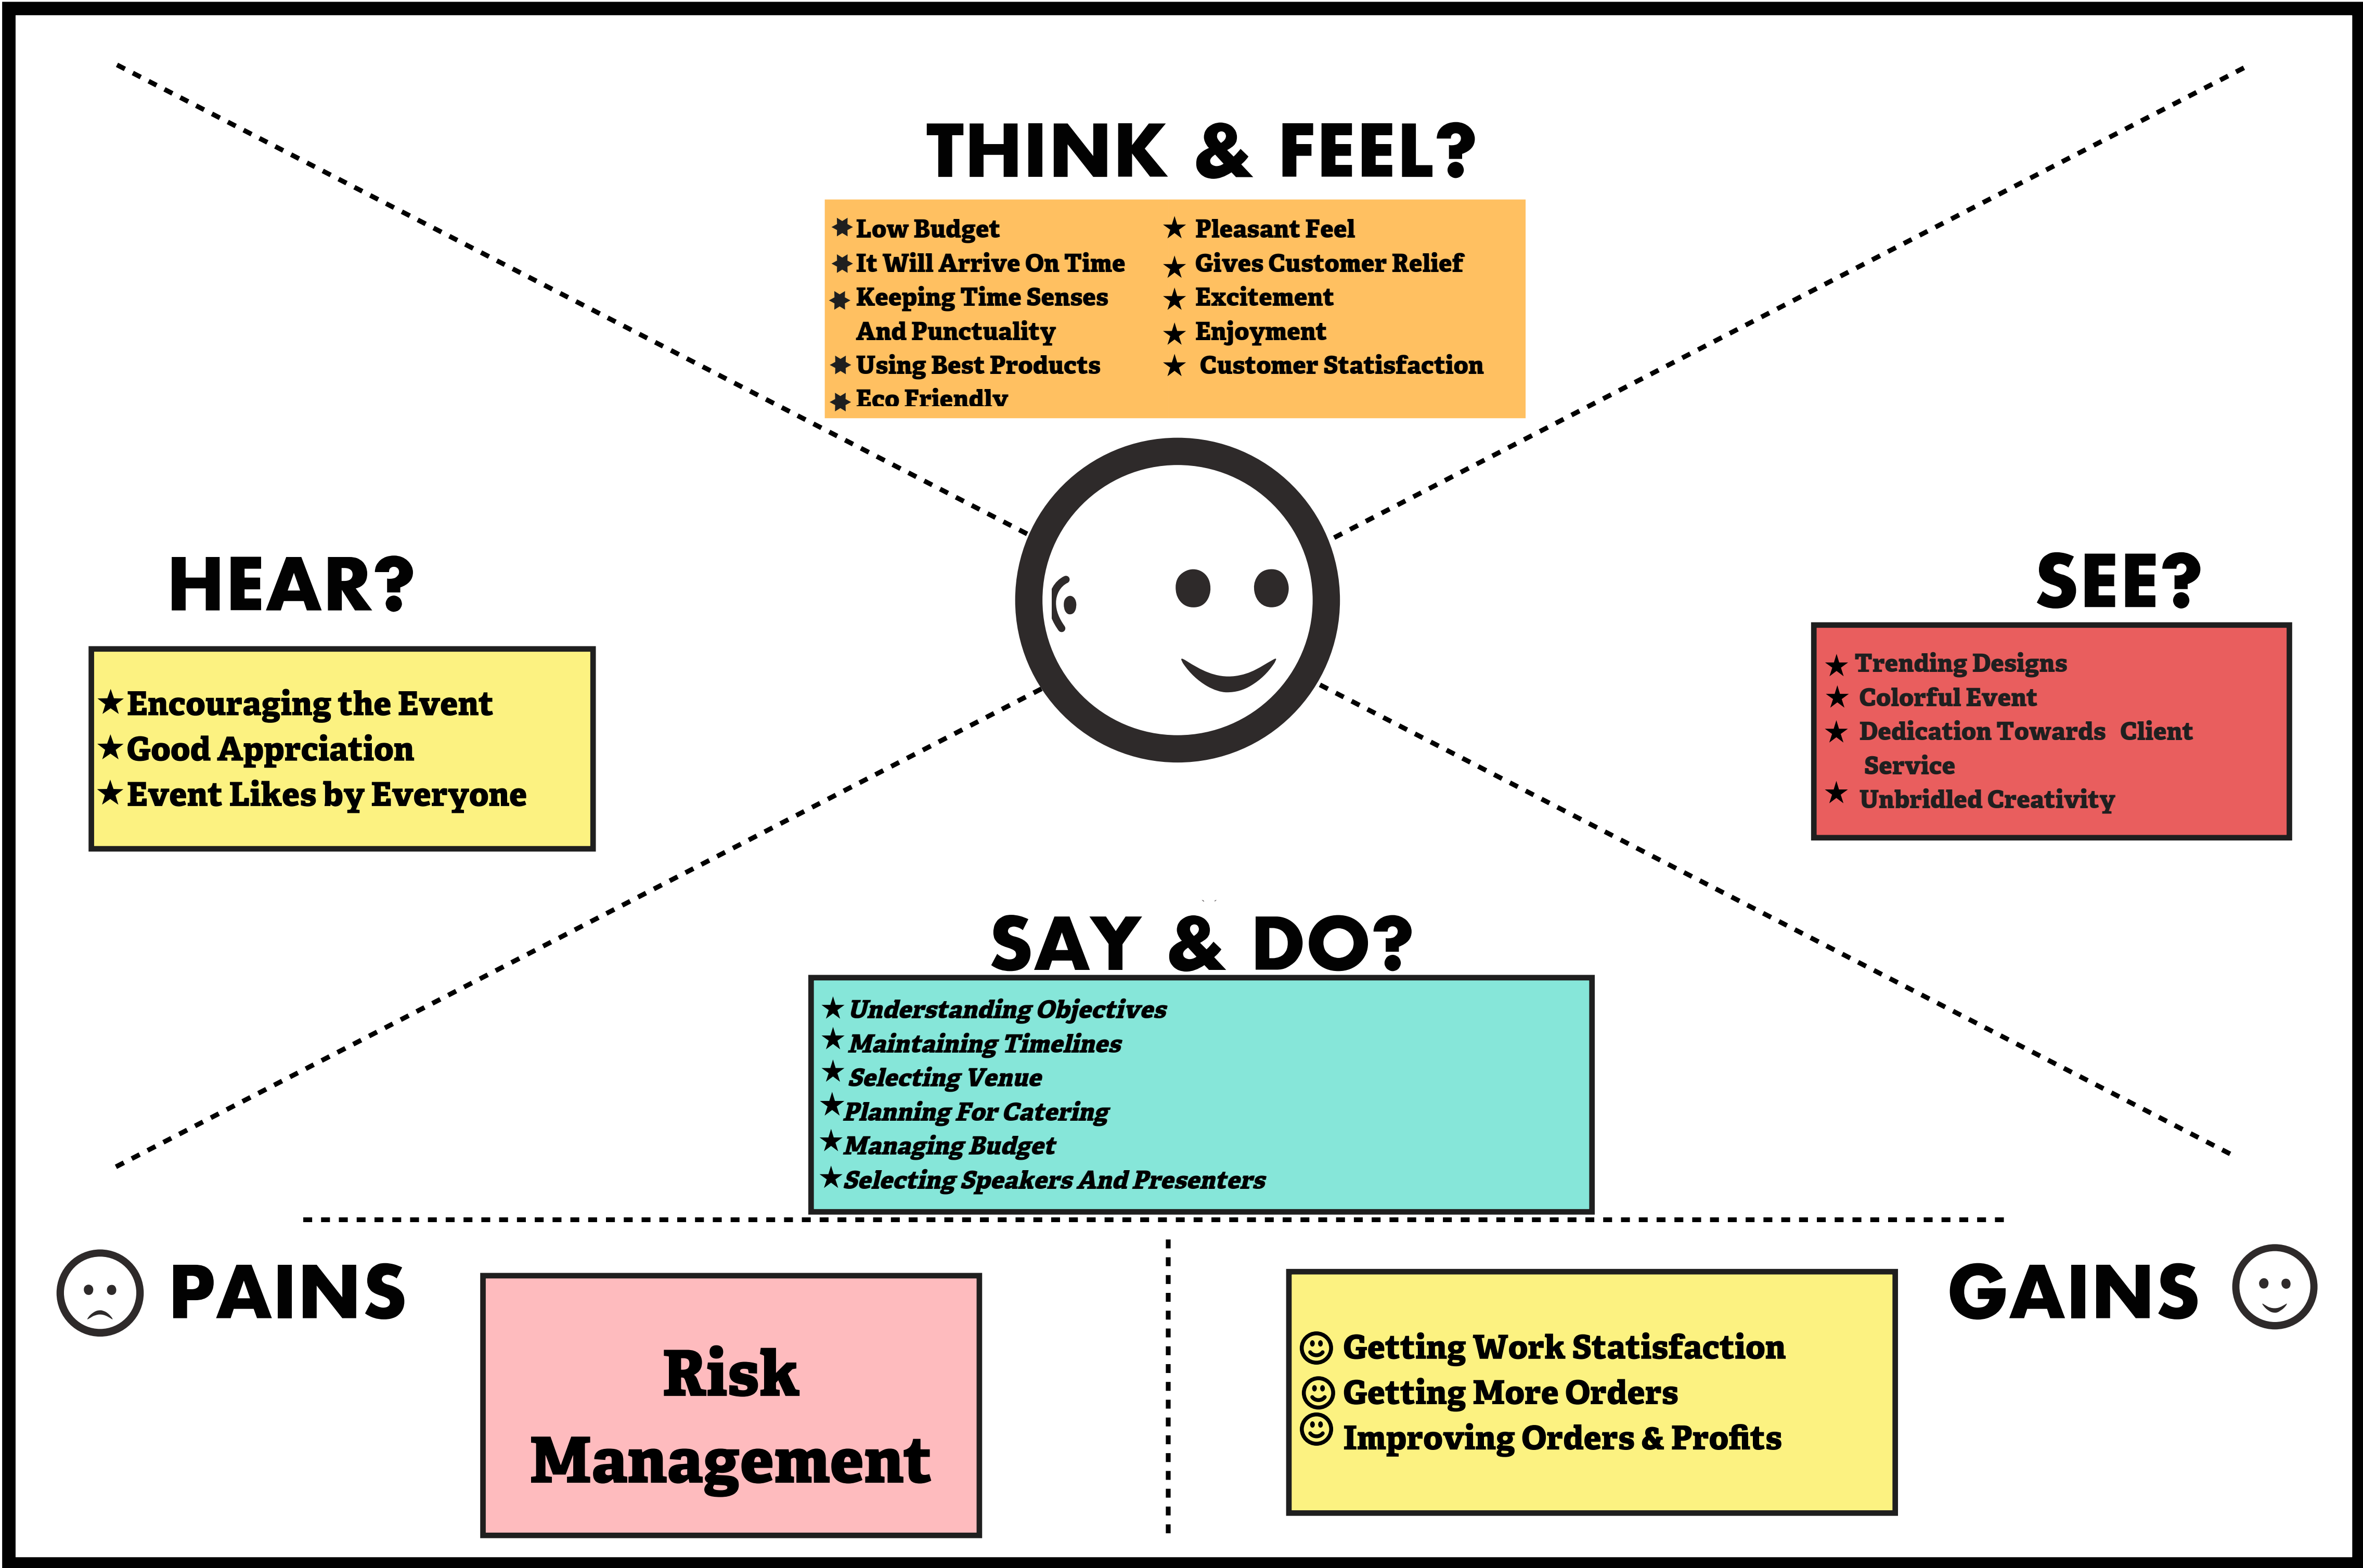 THINK & FEEL?
Low Budget
It Will Arrive On Time
Keeping Time Senses
And Punctuality
Using Best Products
Eco Friendly
Pleasant Feel
Gives Customer Relief
Excitement
Enjoyment
Customer Statisfaction
HEAR?
Encouraging the Event
Good Apprciation
Event Likes by Everyone
SEE?
Trending Designs
Colorful Event
Dedication Towards Client
Service
Unbridled Creativity
SAY & DO?
Understanding Objectives
Maintaining Timelines
Selecting Venue
Planning For Catering
Managing Budget
Selecting Speakers And Presenters
PAINS
Risk
Management
GAINS
Getting Work Statisfaction
Getting More Orders
Improving Orders & Profits